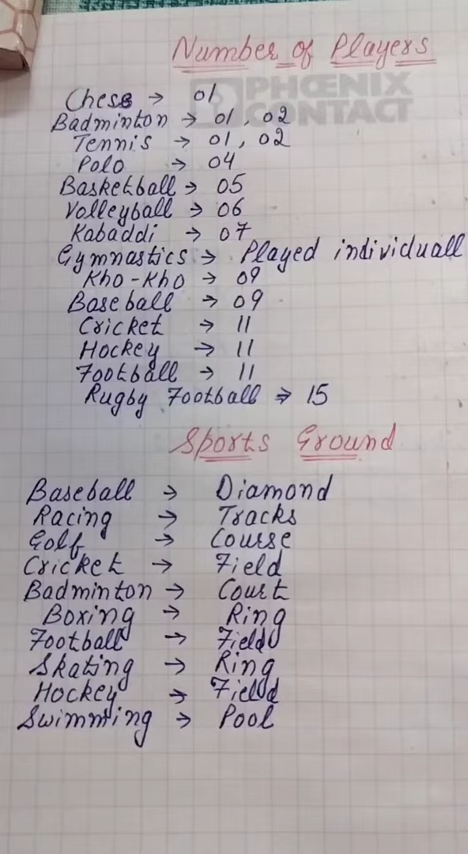 Number of Players
PHŒNIX
CONTACT
Chess → 01
Badminton → 01, 02
Tennis → 01, 02
Polo → 04
Basketball → 05
Volleyball → 06
Kabaddi → 07
Gymnastics → Played individuall
Kho-Kho → 09
Baseball → 09
Cricket → 11
Hockey → 11
Football → 11
Rugby Football → 15
Sports Ground
Baseball → Diamond
Racing → Tracks
Golf → Course
Cricket → Field
Badminton → Court
Boxing → Ring
Football → Field
Skating → Ring
Hockey → Field
Swimming → Pool